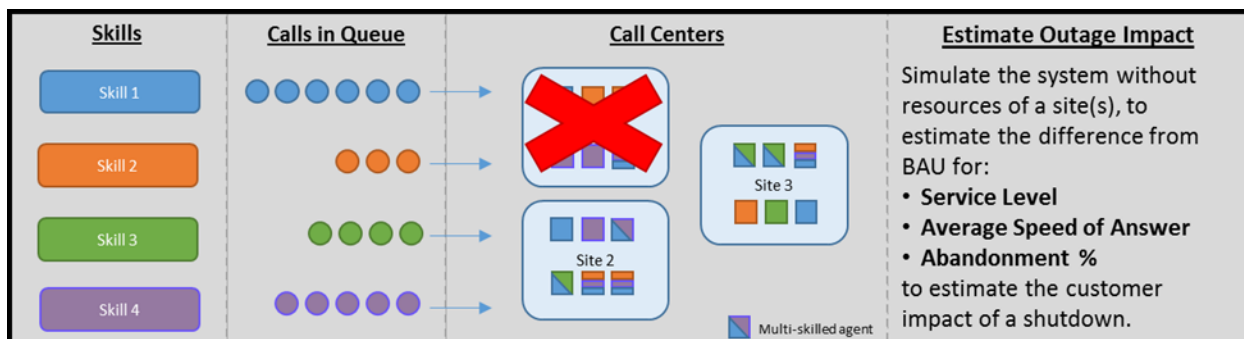 Skills
Skill 1
Skill 2
Skill 3
Skill 4
Calls in Queue
Call Centers
Site 2
Site 3
Multi-skilled agent
Estimate Outage Impact
Simulate the system without
resources of a site(s), to
estimate the difference from
BAU for:
• Service Level
• Average Speed of Answer
• Abandonment %
to estimate the customer
impact of a shutdown.